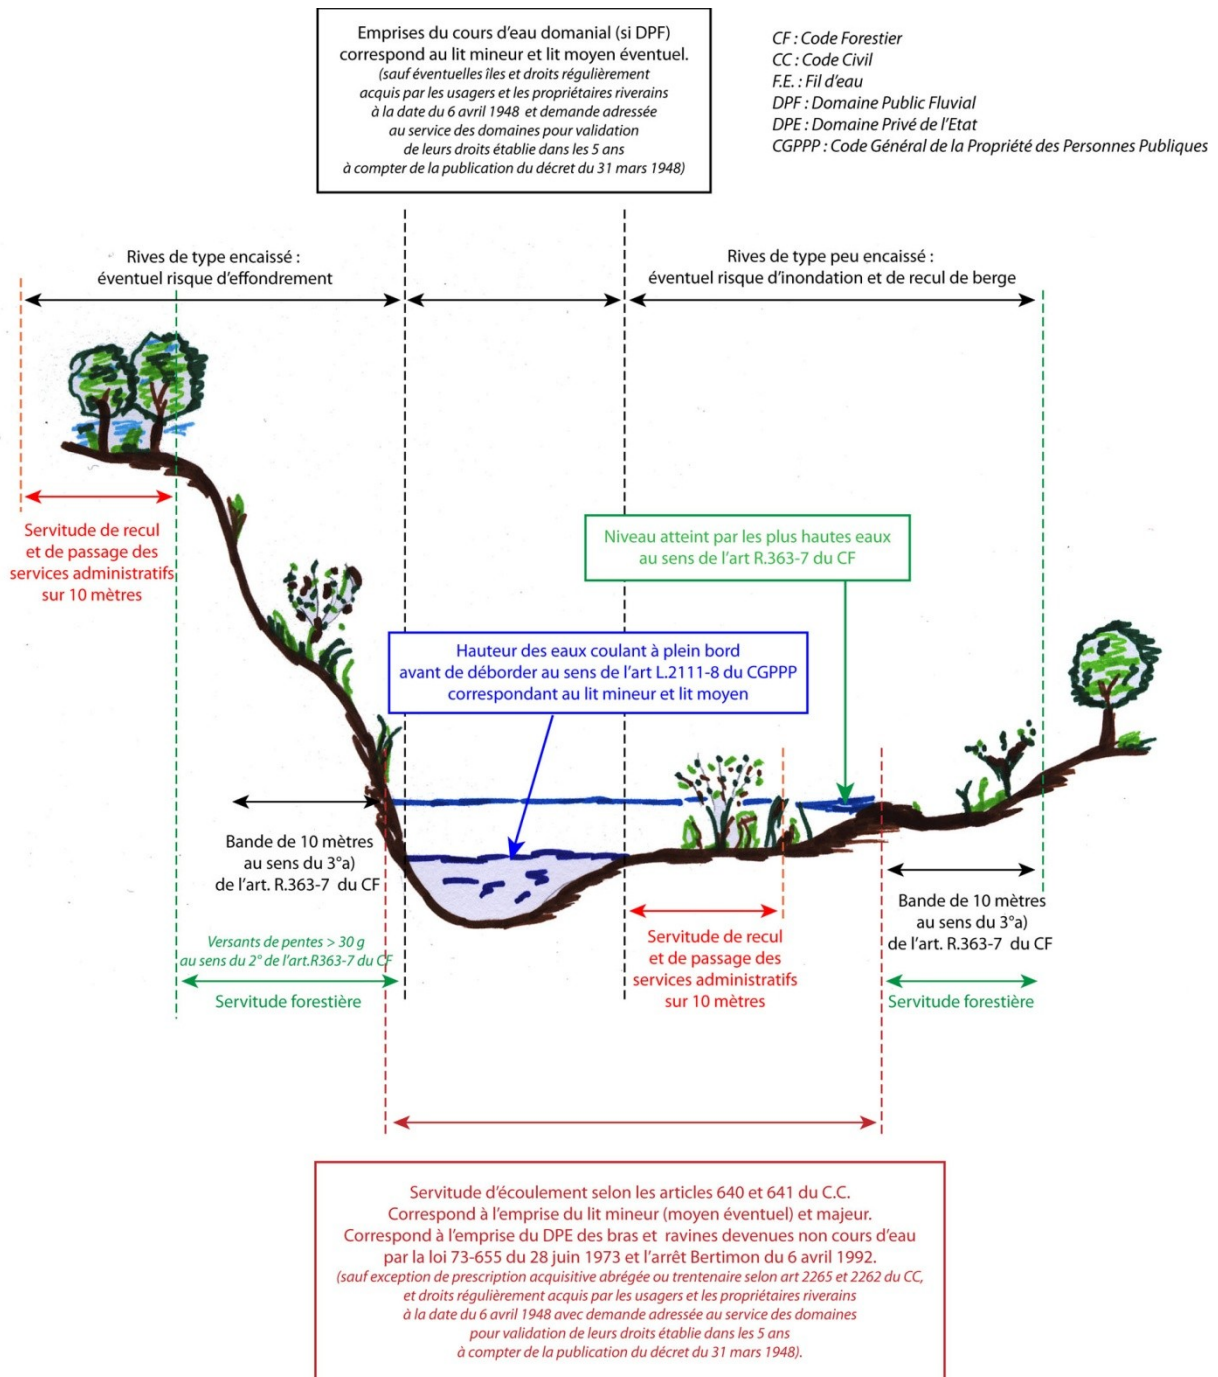 Emprises du cours d'eau domanial (si DPF)
correspond au lit mineur et lit moyen éventuel.
(sauf éventuelles îles et droits régulièrement
acquis par les usagers et les propriétaires riverains
à la date du 6 avril 1948 et demande adressée
au service des domaines pour validation
de leurs droits établie dans les 5 ans
à compter de la publication du décret du 31 mars 1948)
CF : Code Forestier
CC : Code Civil
F.E. : Fil d'eau
DPF : Domaine Public Fluvial
DPE : Domaine Privé de l'Etat
CGPPP : Code Général de la Propriété des Personnes Publiques
Rives de type encaissé :
éventuel risque d'effondrement
Rives de type peu encaissé :
éventuel risque d'inondation et de recul de berge
Servitude de recul
et de passage des
services administratifs
sur 10 mètres
Niveau atteint par les plus hautes eaux
au sens de l'art R.363-7 du CF
Hauteur des eaux coulant à plein bord
avant de déborder au sens de l'art L.2111-8 du CGPPP
correspondant au lit mineur et lit moyen
Bande de 10 mètres
au sens du 3°a)
de l'art. R.363-7 du CF
Versants de pentes > 30 g
au sens du 2° de l'art.R363-7 du CF
Servitude forestière
Servitude de recul
et de passage des
services administratifs
sur 10 mètres
Bande de 10 mètres
au sens du 3°a)
de l'art. R.363-7 du CF
Servitude forestière
Servitude d'écoulement selon les articles 640 et 641 du C.C.
Correspond à l'emprise du lit mineur (moyen éventuel) et majeur.
Correspond à l'emprise du DPE des bras et ravines devenues non cours d'eau
par la loi 73-655 du 28 juin 1973 et l'arrêt Bertimon du 6 avril 1992.
(sauf exception de prescription acquisitive abrégée ou trentenaire selon art 2265 et 2262 du CC,
et droits régulièrement acquis par les usagers et les propriétaires riverains
à la date du 6 avril 1948 avec demande adressée au service des domaines
pour validation de leurs droits établie dans les 5 ans
à compter de la publication du décret du 31 mars 1948).